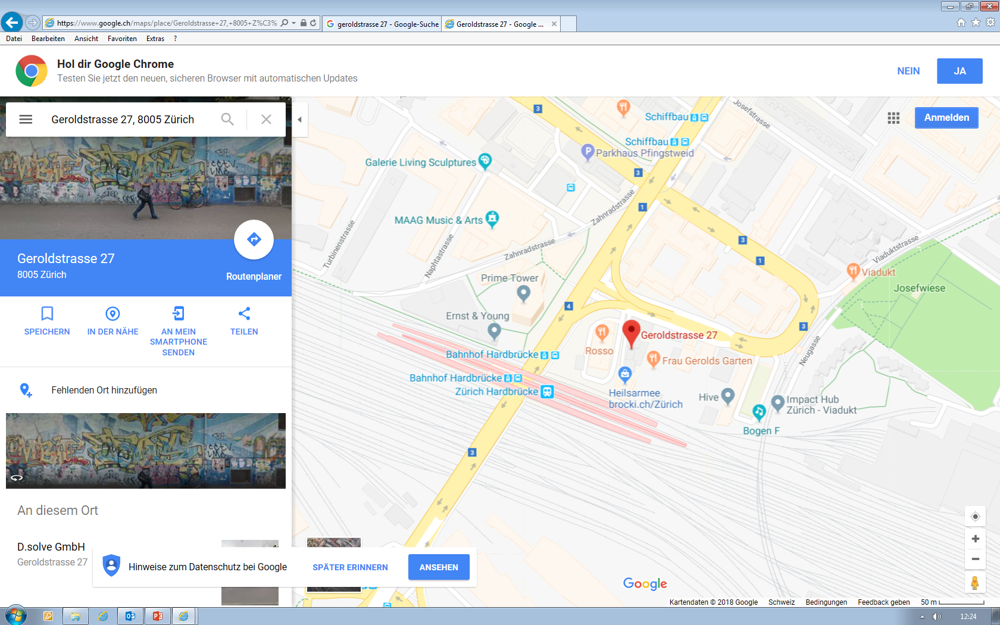 https://www.google.ch/maps/place/Geroldstrasse+27,+8005+Z%C3%
geroldstrasse 27 - Google-Suche
Geroldstrasse 27 - Google ...
Datei Bearbeiten Ansicht Favoriten Extras ?
Hol dir Google Chrome
Testen Sie jetzt den neuen, sicheren Browser mit automatischen Updates
NEIN
JA
Geroldstrasse 27, 8005 Zürich
Geroldstrasse 27
8005 Zürich
Routenplaner
SPEICHERN
IN DER NÄHE
AN MEIN
SMARTPHONE
SENDEN
TEILEN
Fehlenden Ort hinzufügen
An diesem Ort
D.solve GmbH
Geroldstrasse 27
Hinweise zum Datenschutz bei Google
SPÄTER ERINNERN
ANSEHEN
Anmelden
3
Schiffbau
Josefstrasse
Schiffbau
P
Parkhaus Pfingstweid
Galerie Living Sculptures
3
1
Zahnradstrasse
MAAG Music & Arts
3
1
Turbinenstrasse
Naphtastrasse
Zahnradstrasse
Viaduktstrasse
Viadukt
Prime Tower
Josefwiese
4
Ernst & Young
3
Geroldstrasse 27
Rosso
Neugasse
Bahnhof Hardbrücke
Frau Gerolds Garten
Bahnhof Hardbrücke
Zürich Hardbrücke
Heilsarmee
brocki.ch/Zürich
Hive
Impact Hub
Zürich - Viadukt
Bogen F
3
Google
Kartendaten © 2018 Google Schweiz Bedingungen Feedback geben 50 m
12:24